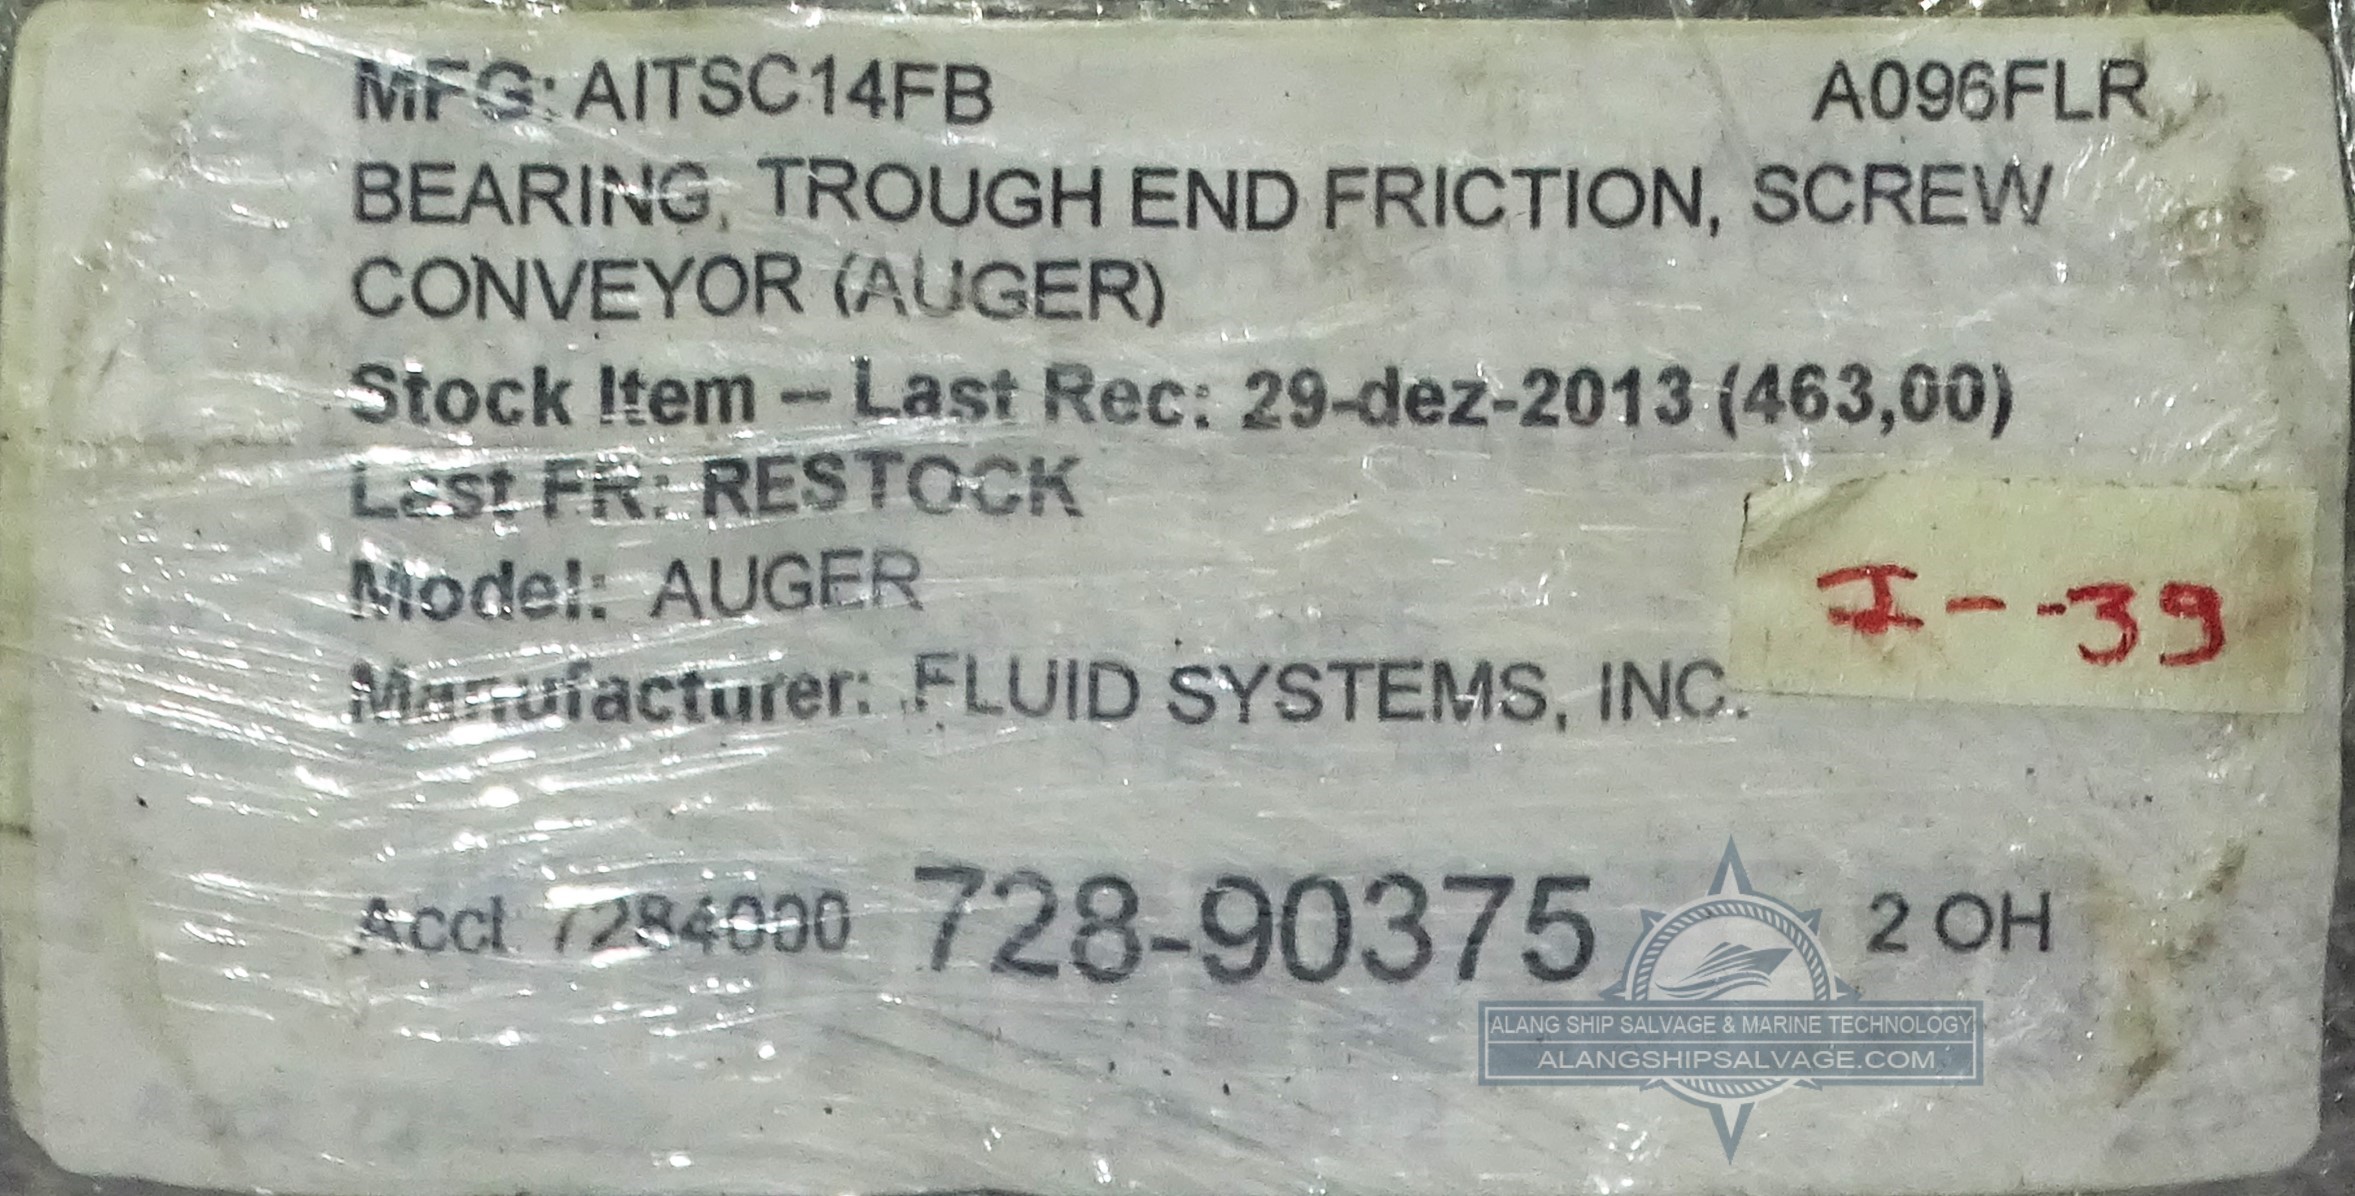 MFG: AITSC14FB A096FLR
BEARING, TROUGH END FRICTION, SCREW
CONVEYOR (AUGER)
Stock Item – Last Rec: 29-dez-2013 (463,00)
Last FR: RESTOCK
Model: AUGER
I--39
Manufacturer: FLUID SYSTEMS, INC.
Acct 7284000 728-90375 2 OH
ALANG SHIP SALVAGE & MARINE TECHNOLOGY
ALANGSHIPSALVAGE.COM